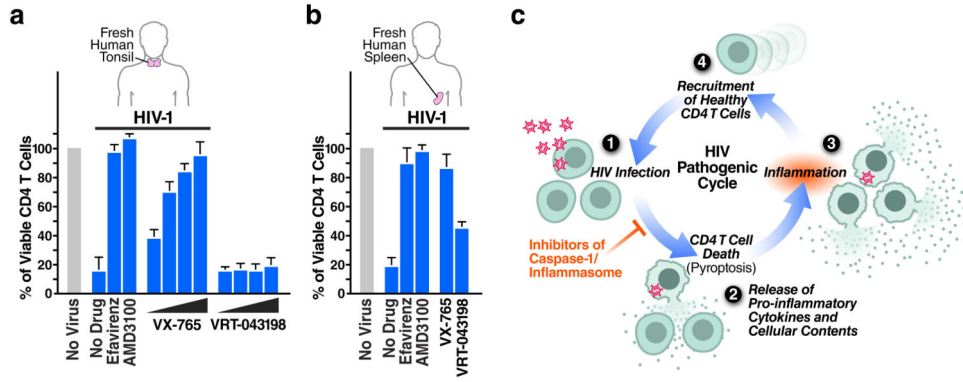 a
Fresh
Human
Tonsil
HIV-1
% of Viable CD4 T Cells
100
80
60
40
20
0
No Virus
No Drug
Efavirenz
AMD3100
VX-765
VRT-043198
b
Fresh
Human
Spleen
HIV-1
% of Viable CD4 T Cells
100
80
60
40
20
0
No Virus
No Drug
Efavirenz
AMD3100
VX-765
VRT-043198
c
4
Recruitment
of Healthy
CD4 T Cells
1
HIV Infection
HIV
Pathogenic
Cycle
3
Inflammation
Inhibitors of
Caspase-1/
Inflammasome
CD4 T Cell
Death
(Pyroptosis)
2
Release of
Pro-inflammatory
Cytokines and
Cellular Contents